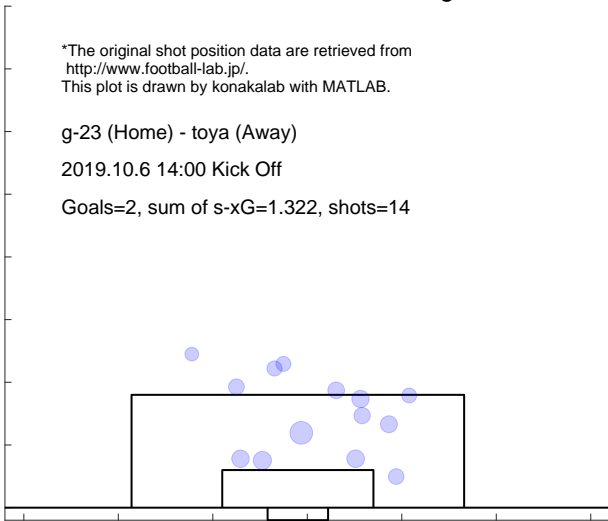 *The original shot position data are retrieved from
http://www.football-lab.jp/.
This plot is drawn by konakalab with MATLAB.
g-23 (Home) - toya (Away)
2019.10.6 14:00 Kick Off
Goals=2, sum of s-xG=1.322, shots=14